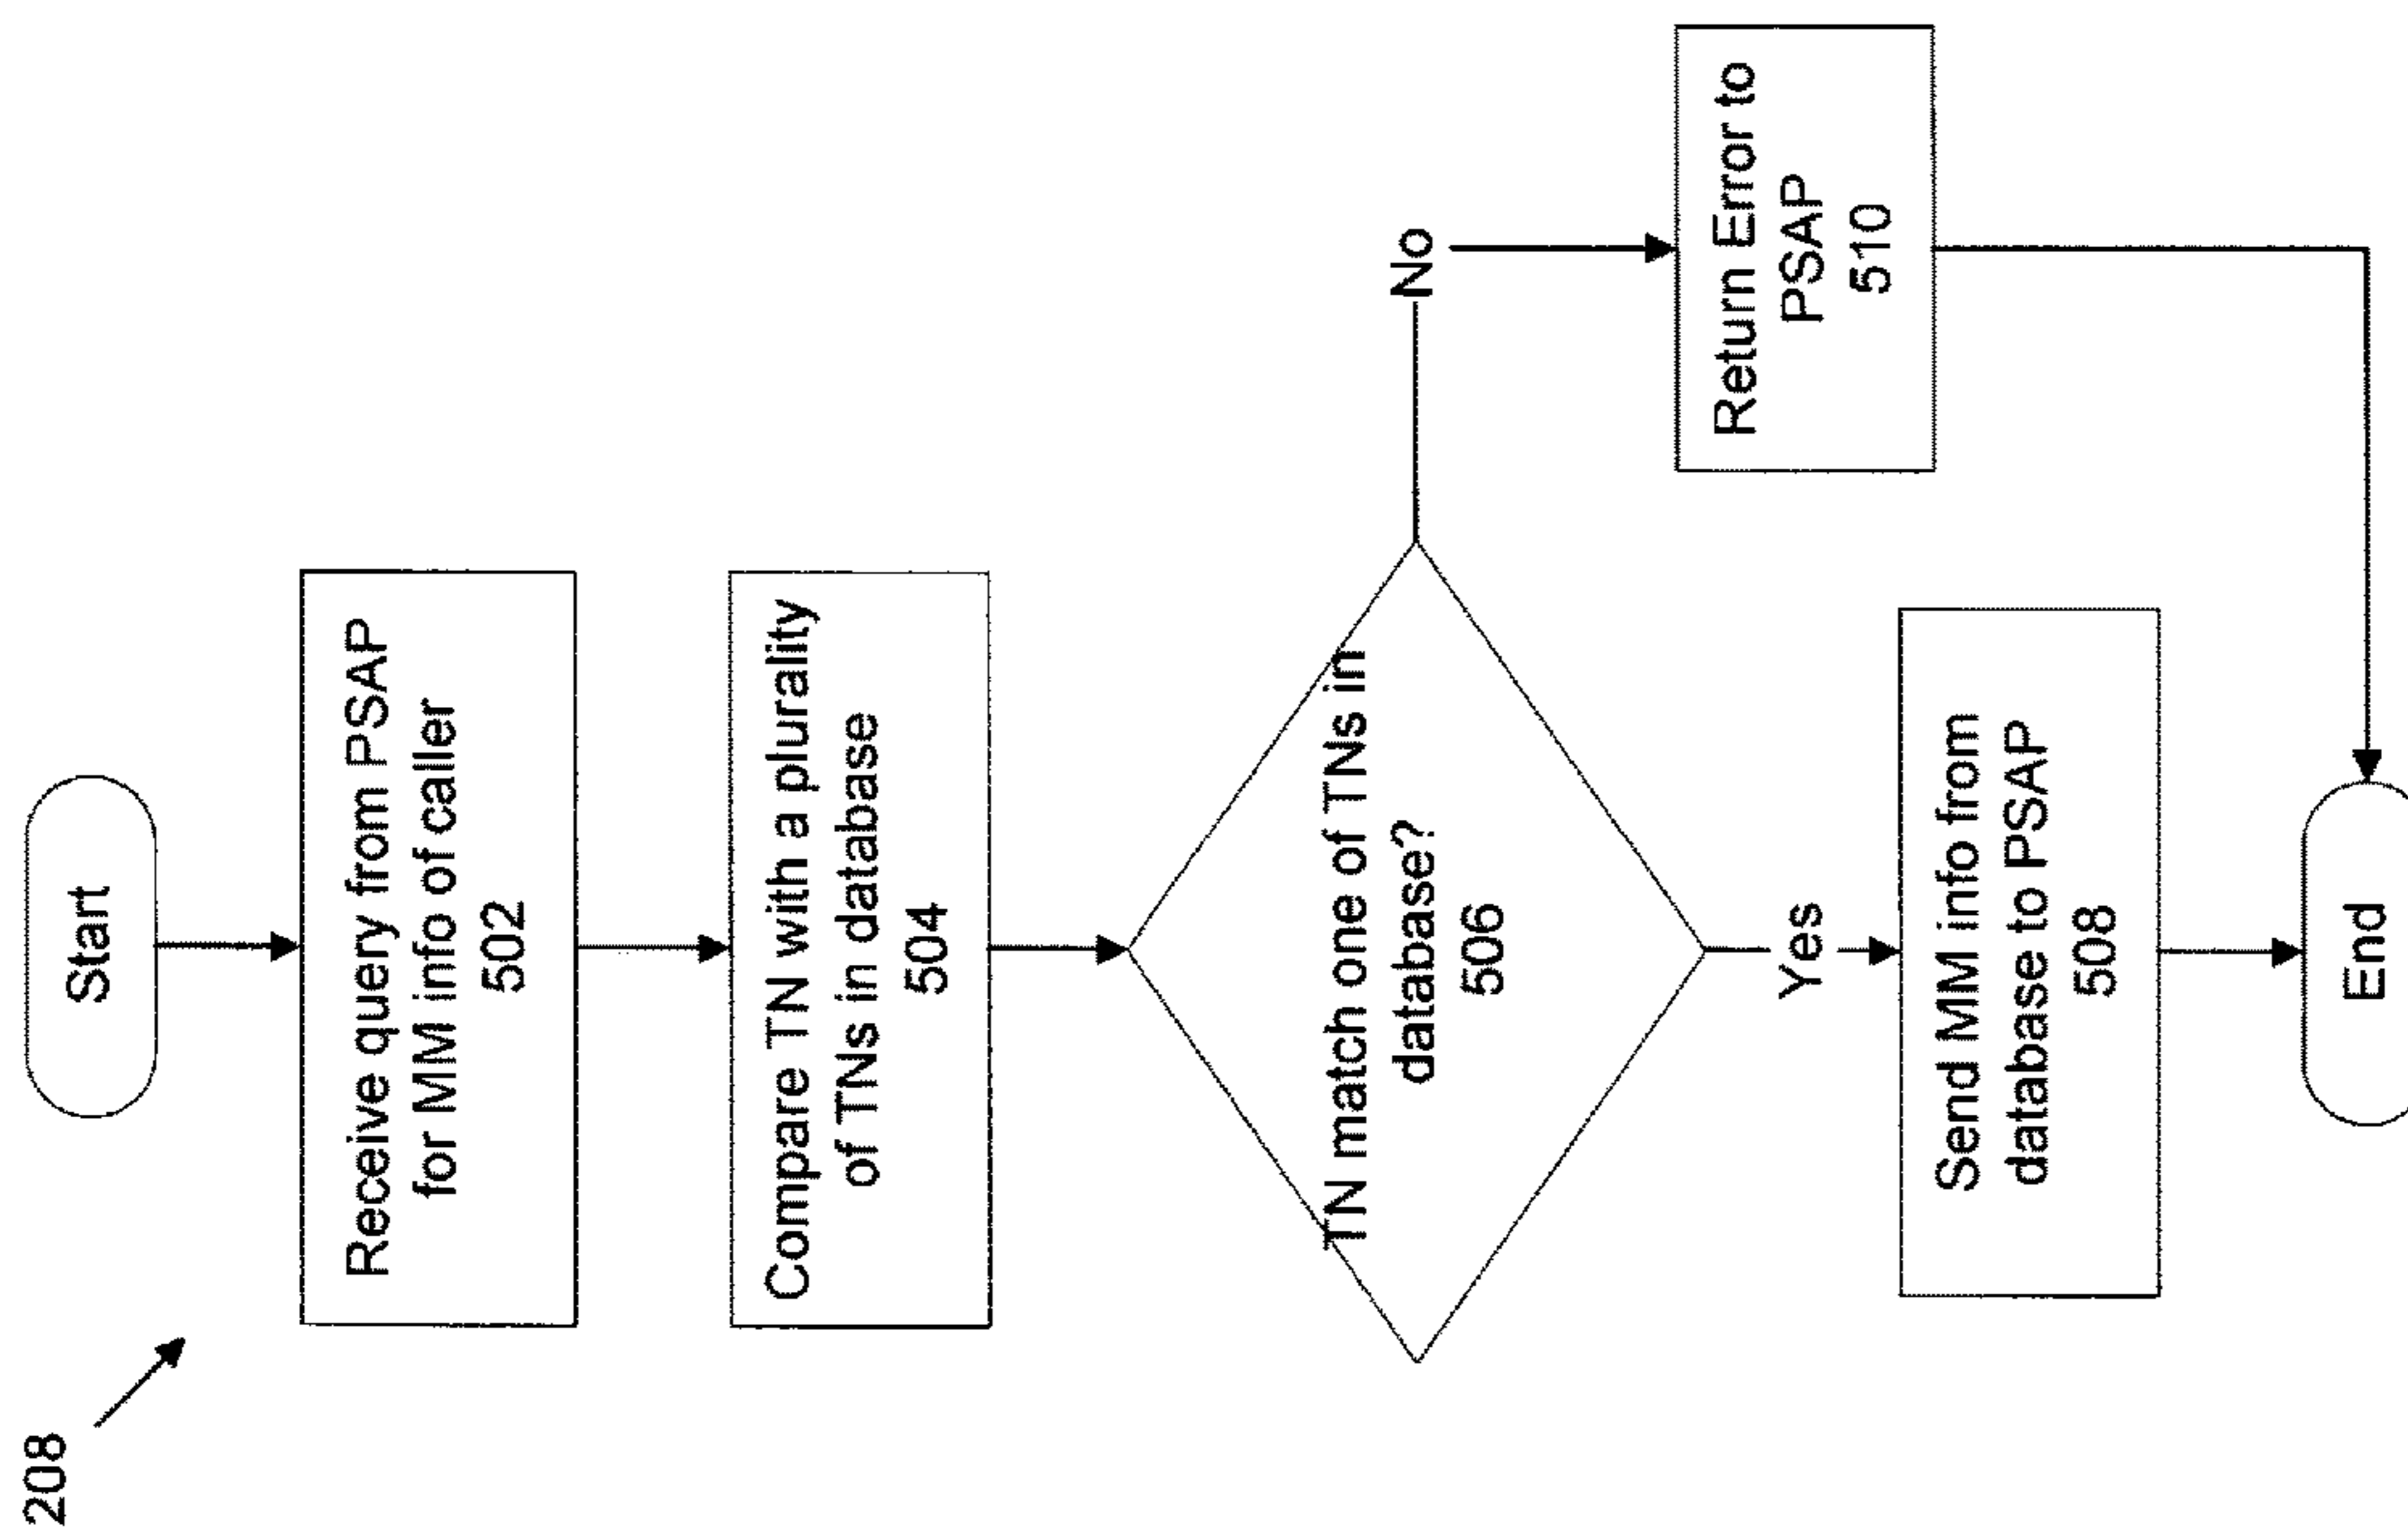 208
Start
Receive query from PSAP
for MM info of caller
502
Compare TN with a plurality
of TNs in database
504
TN match one of TNs in
database?
506
No
Return Error to
PSAP
510
Yes
Send MM info from
database to PSAP
508
End